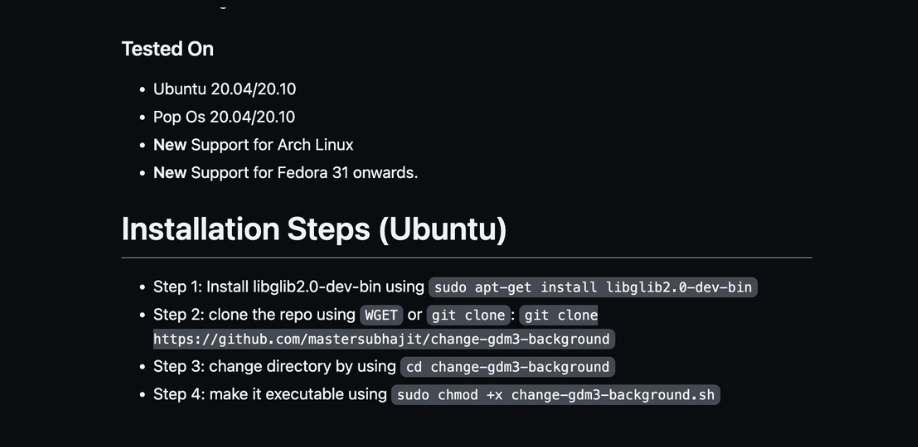 Tested On
• Ubuntu 20.04/20.10
• Pop Os 20.04/20.10
• New Support for Arch Linux
• New Support for Fedora 31 onwards.
Installation Steps (Ubuntu)
• Step 1: Install libglib2.0-dev-bin using sudo apt-get install libglib2.0-dev-bin
• Step 2: clone the repo using WGET or git clone: git clone
https://github.com/mastersubhajit/change-gdm3-background
• Step 3: change directory by using cd change-gdm3-background
• Step 4: make it executable using sudo chmod +x change-gdm3-background.sh